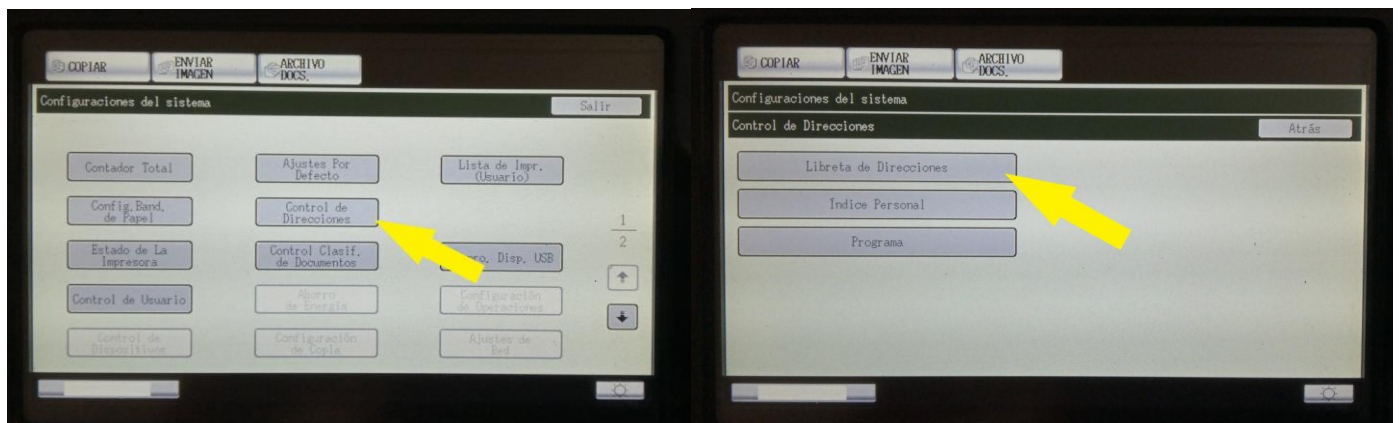 COPIAR
ENVIAR
IMAGEN
ARCHIVO
DOCS.
Configuraciones del sistema
Salir
Contador Total
Ajustes Por
Defecto
Lista de Impr.
(Usuario)
Config.Band.
de Papel
Control de
Direcciones
Estado de La
Impresora
Control Clasif.
de Documentos
Disp. USB
Control de Usuario
Ahorro
de Energía
Configuración
de Operaciones
Control de
Dispositivos
Configuración
de Copia
Ajustes de
Red
1
2
COPIAR
ENVIAR
IMAGEN
ARCHIVO
DOCS.
Configuraciones del sistema
Control de Direcciones
Atrás
Libreta de Direcciones
Índice Personal
Programa